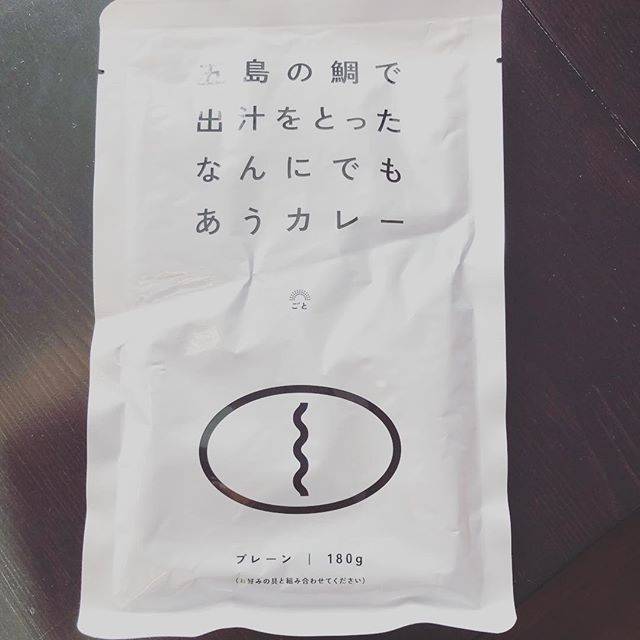 五島の鯛で
出汁をとった
なんにでも
あうカレー
ごと
プレーン | 180g
(お好みの具と組み合わせてください)